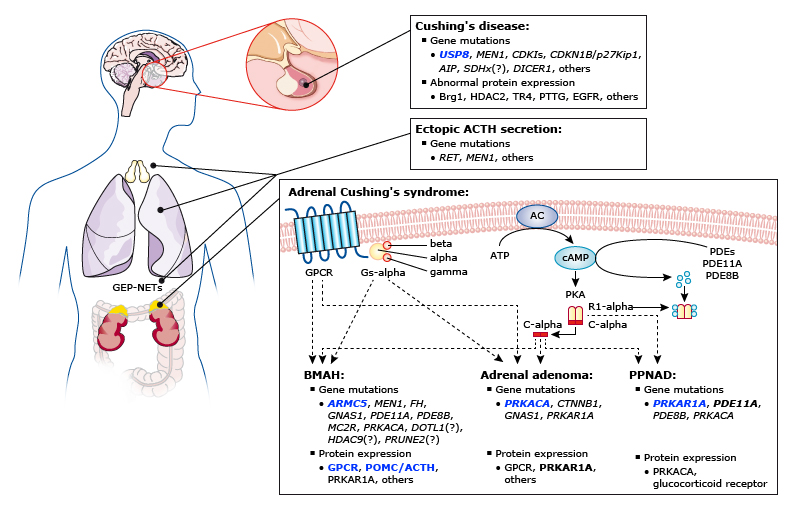 Cushing's disease:
▪ Gene mutations
• USP8, MEN1, CDKIs, CDKN1B/p27Kip1,
AIP, SDHx(?), DICER1, others
▪ Abnormal protein expression
• Brg1, HDAC2, TR4, PTTG, EGFR, others
Ectopic ACTH secretion:
▪ Gene mutations
• RET, MEN1, others
GEP-NETs
Adrenal Cushing's syndrome:
GPCR
Gs-alpha
beta
alpha
gamma
AC
ATP
cAMP
PDEs
PDE11A
PDE8B
PKA
R1-alpha
C-alpha
C-alpha
BMAH:
▪ Gene mutations
• ARMC5, MEN1, FH,
GNAS1, PDE11A, PDE8B,
MC2R, PRKACA, DOTL1(?),
HDAC9(?), PRUNE2(?)
▪ Protein expression
• GPCR, POMC/ACTH,
PRKAR1A, others
Adrenal adenoma:
▪ Gene mutations
• PRKACA, CTNNB1,
GNAS1, PRKAR1A
▪ Protein expression
• GPCR, PRKAR1A,
others
PPNAD:
▪ Gene mutations
• PRKAR1A, PDE11A,
PDE8B, PRKACA
▪ Protein expression
• PRKACA,
glucocorticoid receptor